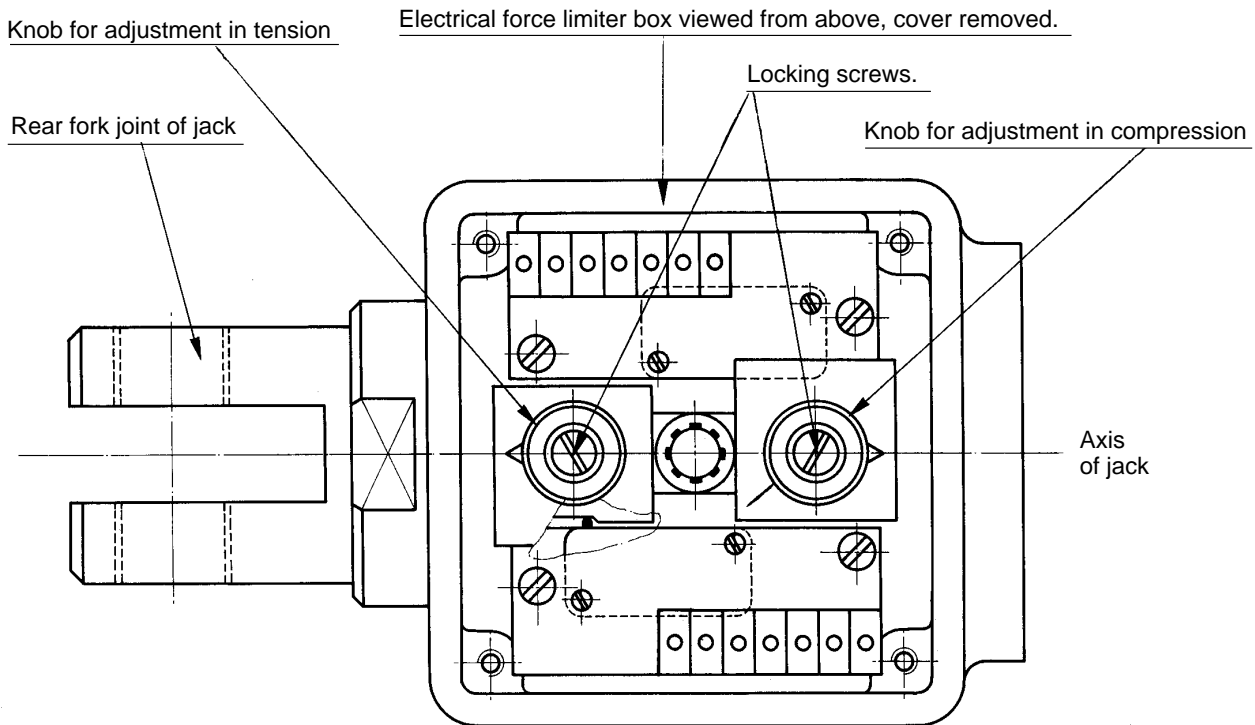 Electrical force limiter box viewed from above, cover removed.
Knob for adjustment in tension
Locking screws.
Rear fork joint of jack
Knob for adjustment in compression
Axis
of jack